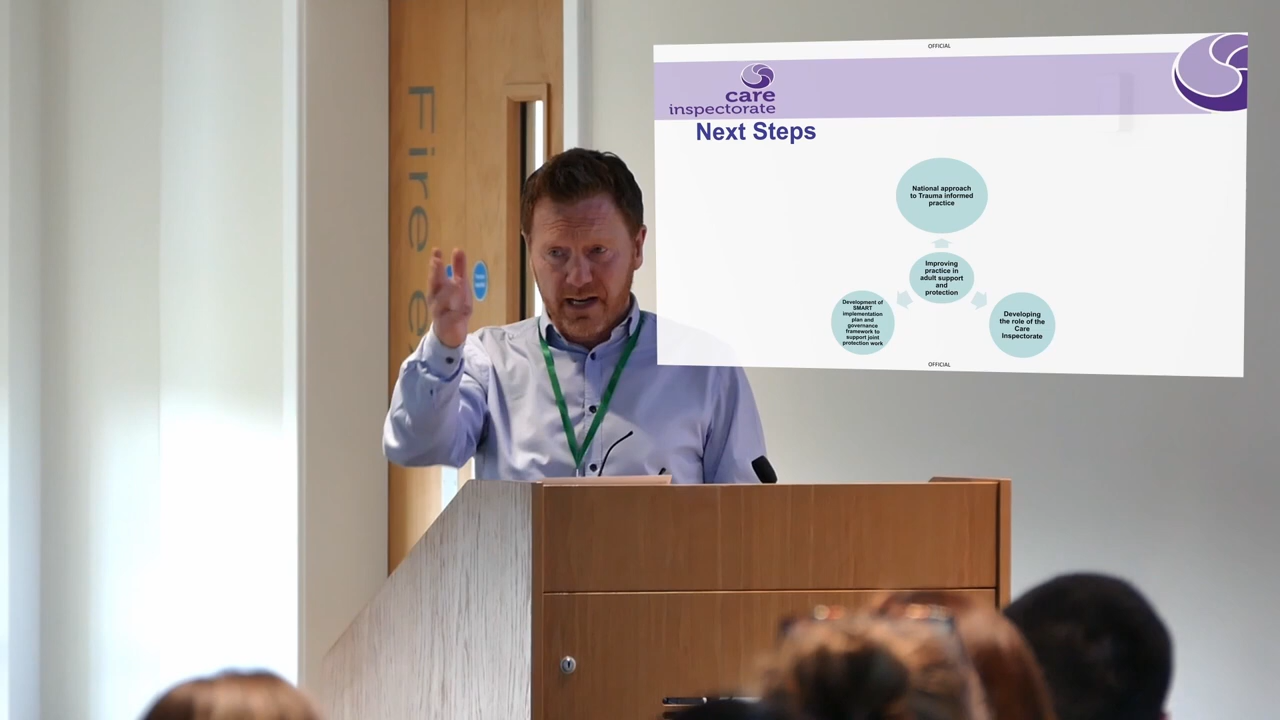 OFFICIAL
care
inspectorate
Next Steps
National approach
to Trauma informed
practice
Improving
practice in
adult support
and
protection
Development of
SMART
implementation
plan and
governance
framework to
support joint
protection work
Developing
the role of the
Care
Inspectorate
OFFICIAL
Fire